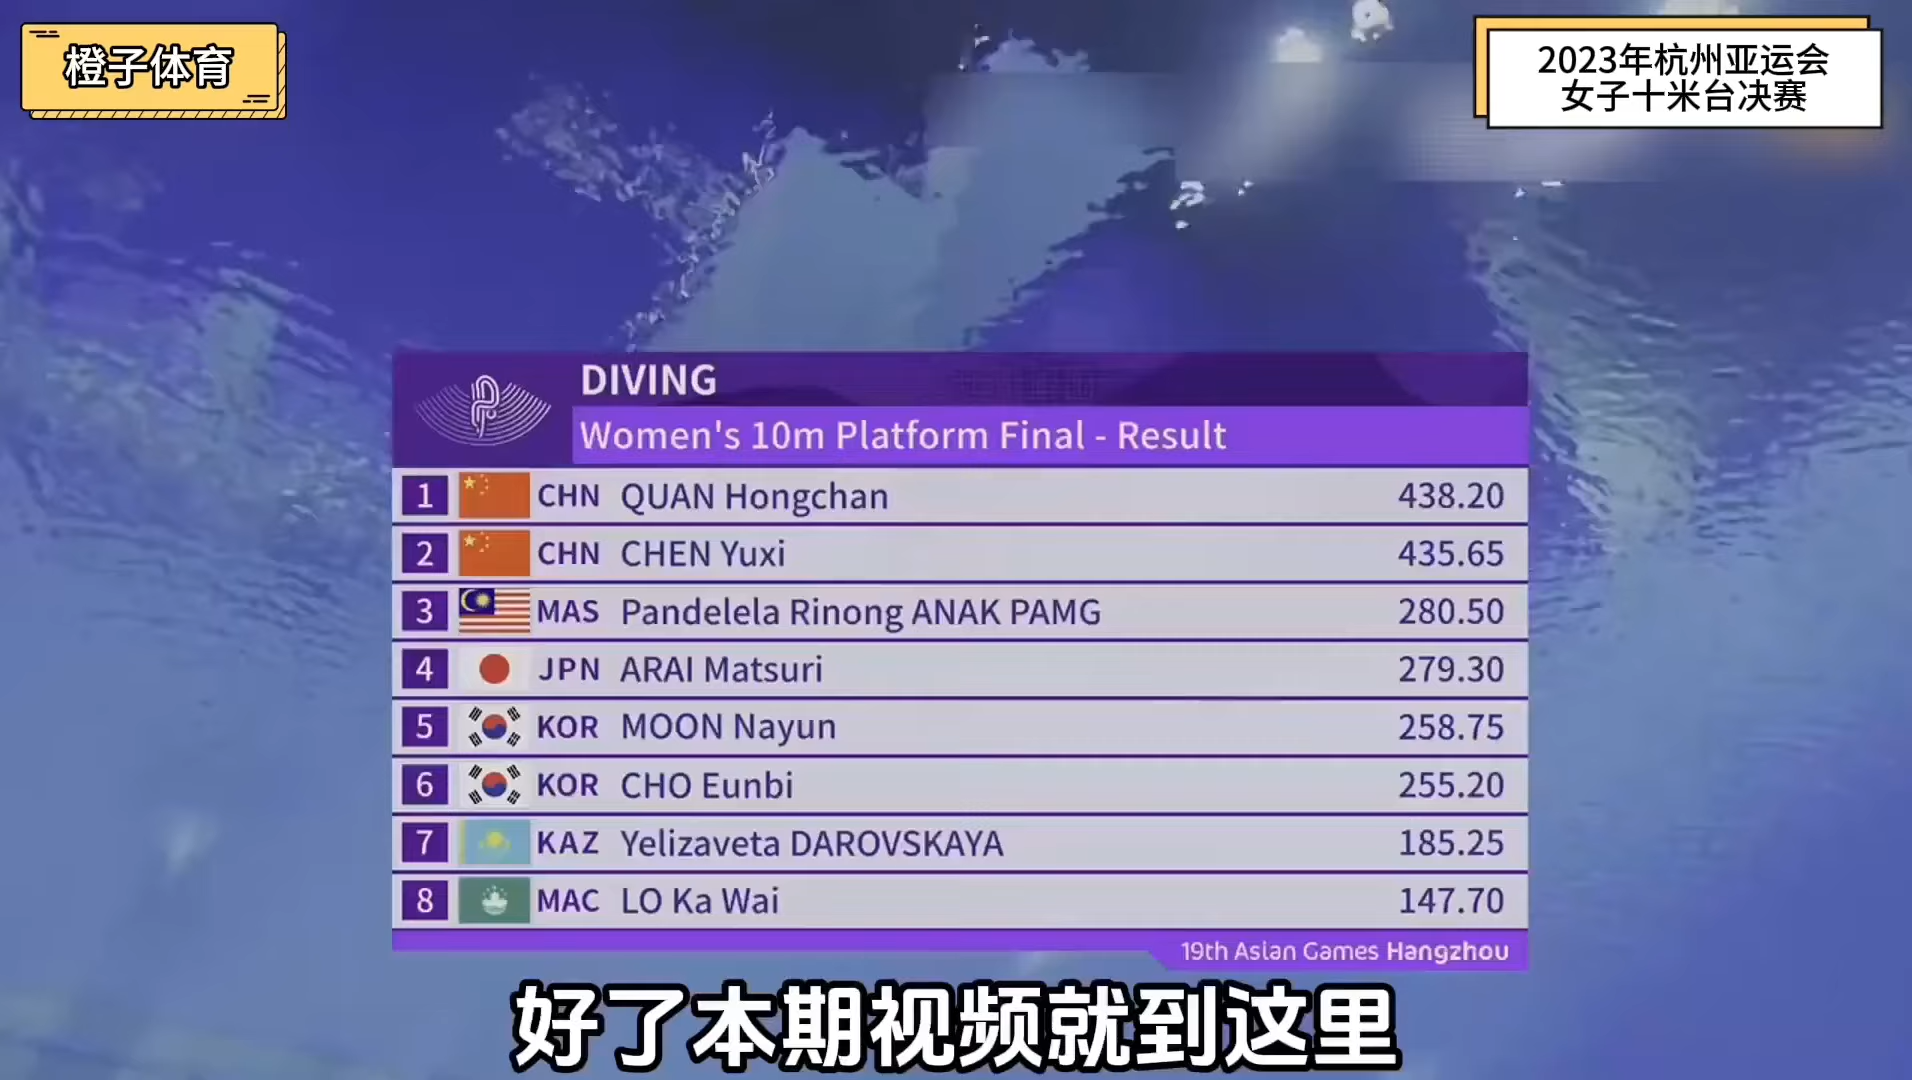 橙子体育
2023年杭州亚运会
女子十米台决赛
DIVING
Women's 10m Platform Final - Result
1 CHN QUAN Hongchan 438.20
2 CHN CHEN Yuxi 435.65
3 MAS Pandelela Rinong ANAK PAMG 280.50
4 JPN ARAI Matsuri 279.30
5 KOR MOON Nayun 258.75
6 KOR CHO Eunbi 255.20
7 KAZ Yelizaveta DAROVSKAYA 185.25
8 MAC LO Ka Wai 147.70
19th Asian Games Hangzhou
好了本期视频就到这里